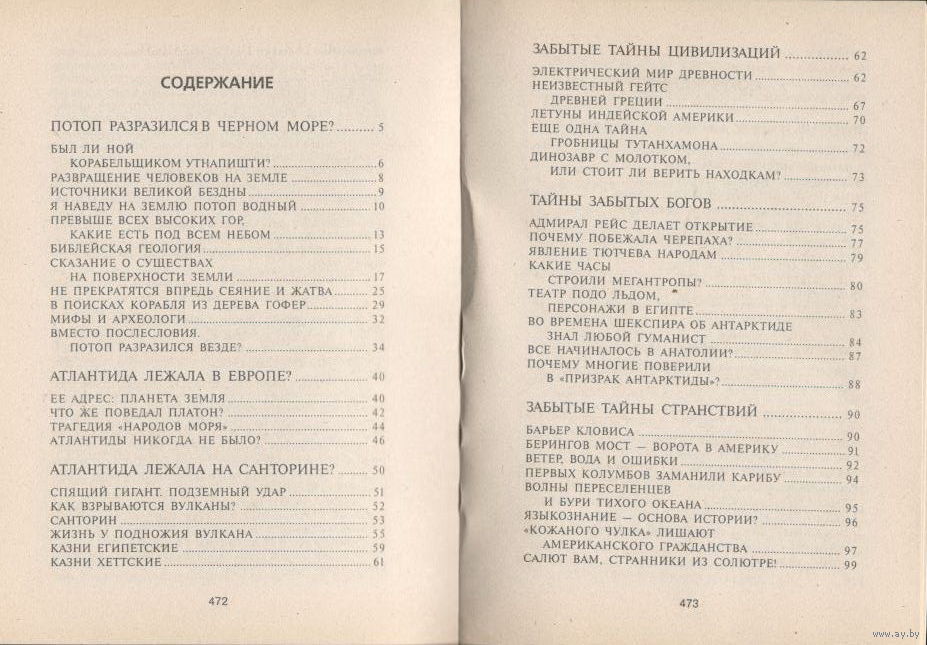 СОДЕРЖАНИЕ
ПОТОП РАЗРАЗИЛСЯ В ЧЕРНОМ МОРЕ? .......... 5
БЫЛ ЛИ НОЙ
КОРАБЕЛЬЩИКОМ УТНАПИШТИ? .......... 6
РАЗВРАЩЕНИЕ ЧЕЛОВЕКОВ НА ЗЕМЛЕ .......... 8
ИСТОЧНИКИ ВЕЛИКОЙ БЕЗДНЫ .......... 9
Я НАВЕДУ НА ЗЕМЛЮ ПОТОП ВОДНЫЙ .......... 10
ПРЕВЫШЕ ВСЕХ ВЫСОКИХ ГОР,
КАКИЕ ЕСТЬ ПОД ВСЕМ НЕБОМ .......... 13
БИБЛЕЙСКАЯ ГЕОЛОГИЯ .......... 15
СКАЗАНИЕ О СУЩЕСТВАХ
НА ПОВЕРХНОСТИ ЗЕМЛИ .......... 17
НЕ ПРЕКРАТЯТСЯ ВПРЕДЬ СЕЯНИЕ И ЖАТВА .......... 25
В ПОИСКАХ КОРАБЛЯ ИЗ ДЕРЕВА ГОФЕР .......... 29
МИФЫ И АРХЕОЛОГИ .......... 32
ВМЕСТО ПОСЛЕСЛОВИЯ.
ПОТОП РАЗРАЗИЛСЯ ВЕЗДЕ? .......... 34
АТЛАНТИДА ЛЕЖАЛА В ЕВРОПЕ? .......... 40
ЕЕ АДРЕС: ПЛАНЕТА ЗЕМЛЯ .......... 40
ЧТО ЖЕ ПОВЕДАЛ ПЛАТОН? .......... 42
ТРАГЕДИЯ «НАРОДОВ МОРЯ» .......... 44
АТЛАНТИДЫ НИКОГДА НЕ БЫЛО? .......... 46
АТЛАНТИДА ЛЕЖАЛА НА САНТОРИНЕ? .......... 50
СПЯЩИЙ ГИГАНТ. ПОДЗЕМНЫЙ УДАР .......... 51
КАК ВЗРЫВАЮТСЯ ВУЛКАНЫ? .......... 52
САНТОРИН .......... 53
ЖИЗНЬ У ПОДНОЖИЯ ВУЛКАНА .......... 55
КАЗНИ ЕГИПЕТСКИЕ .......... 59
КАЗНИ ХЕТТСКИЕ .......... 61
472
ЗАБЫТЫЕ ТАЙНЫ ЦИВИЛИЗАЦИЙ .......... 62
ЭЛЕКТРИЧЕСКИЙ МИР ДРЕВНОСТИ .......... 62
НЕИЗВЕСТНЫЙ ГЕЙТС
ДРЕВНЕЙ ГРЕЦИИ .......... 67
ЛЕТУНЫ ИНДЕЙСКОЙ АМЕРИКИ .......... 70
ЕЩЕ ОДНА ТАЙНА
ГРОБНИЦЫ ТУТАНХАМОНА .......... 72
ДИНОЗАВР С МОЛОТКОМ,
ИЛИ СТОИТ ЛИ ВЕРИТЬ НАХОДКАМ? .......... 73
ТАЙНЫ ЗАБЫТЫХ БОГОВ .......... 75
АДМИРАЛ РЕЙС ДЕЛАЕТ ОТКРЫТИЕ .......... 75
ПОЧЕМУ ПОБЕЖАЛА ЧЕРЕПАХА? .......... 77
ЯВЛЕНИЕ ТЮТЧЕВА НАРОДАМ .......... 79
КАКИЕ ЧАСЫ
СТРОИЛИ МЕГАНТРОПЫ? .......... 80
ТЕАТР ПОДО ЛЬДОМ,
ПЕРСОНАЖИ В ЕГИПТЕ .......... 83
ВО ВРЕМЕНА ШЕКСПИРА ОБ АНТАРКТИДЕ
ЗНАЛ ЛЮБОЙ ГУМАНИСТ .......... 84
ВСЕ НАЧИНАЛОСЬ В АНАТОЛИИ? .......... 87
ПОЧЕМУ МНОГИЕ ПОВЕРИЛИ
В «ПРИЗРАК АНТАРКТИДЫ»? .......... 88
ЗАБЫТЫЕ ТАЙНЫ СТРАНСТВИЙ .......... 90
БАРЬЕР КЛОВИСА .......... 90
БЕРИНГОВ МОСТ — ВОРОТА В АМЕРИКУ .......... 91
ВЕТЕР, ВОДА И ОШИБКИ .......... 92
ПЕРВЫХ КОЛУМБОВ ЗАМАНИЛИ КАРИБУ .......... 94
ВОЛНЫ ПЕРЕСЕЛЕНЦЕВ
И БУРИ ТИХОГО ОКЕАНА .......... 95
ЯЗЫКОЗНАНИЕ — ОСНОВА ИСТОРИИ? .......... 96
«КОЖАНОГО ЧУЛКА» ЛИШАЮТ
АМЕРИКАНСКОГО ГРАЖДАНСТВА .......... 97
САЛЮТ ВАМ, СТРАННИКИ ИЗ СОЛЮТРЕ! .......... 99
473
www.ay.by